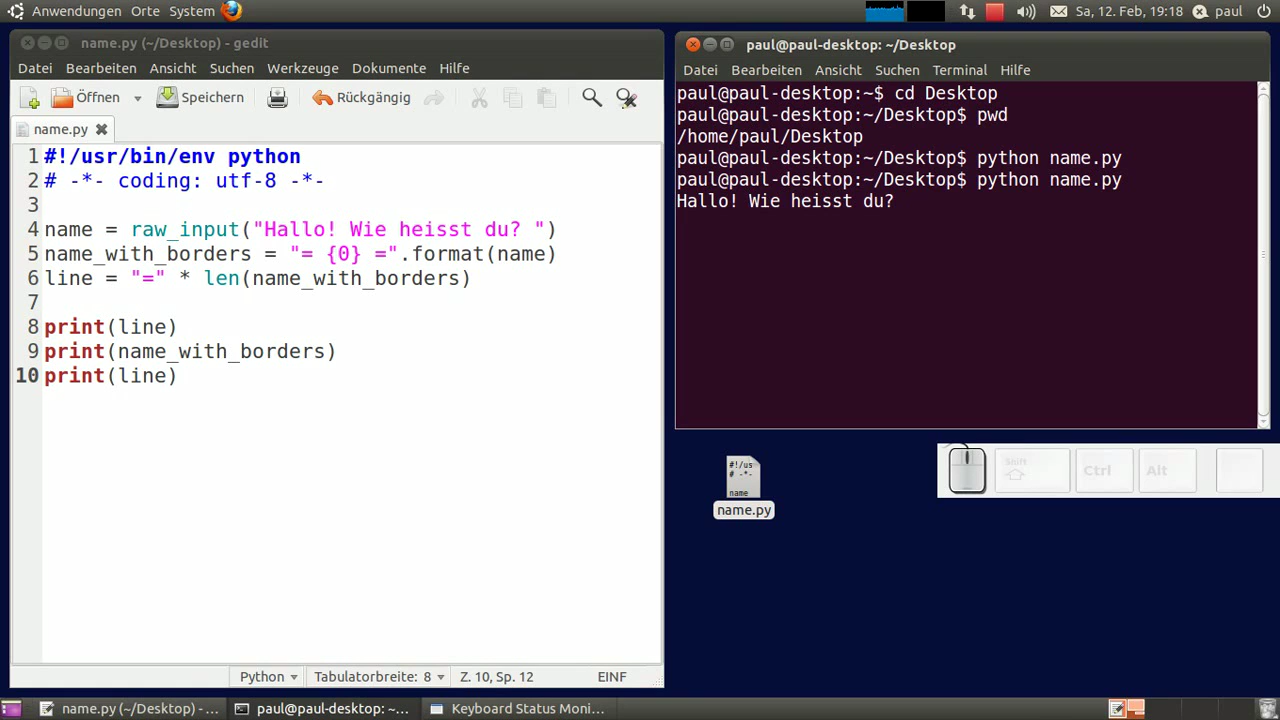 Anwendungen Orte System
Sa, 12. Feb, 19:18 paul
name.py (~/Desktop) - gedit
Datei Bearbeiten Ansicht Suchen Werkzeuge Dokumente Hilfe
Öffnen Speichern Rückgängig
name.py
1 #!/usr/bin/env python
2 # -*- coding: utf-8 -*-
3
4 name = raw_input("Hallo! Wie heisst du? ")
5 name_with_borders = "= {0} =".format(name)
6 line = "=" * len(name_with_borders)
7
8 print(line)
9 print(name_with_borders)
10 print(line)
Python Tabulatorbreite: 8 Z. 10, Sp. 12 EINF
paul@paul-desktop: ~/Desktop
Datei Bearbeiten Ansicht Suchen Terminal Hilfe
paul@paul-desktop:~$ cd Desktop
paul@paul-desktop:~/Desktop$ pwd
/home/paul/Desktop
paul@paul-desktop:~/Desktop$ python name.py
paul@paul-desktop:~/Desktop$ python name.py
Hallo! Wie heisst du?
#!/us
# -*-
name
name.py
Shift Ctrl Alt
name.py (~/Desktop) - ... paul@paul-desktop: ~... Keyboard Status Moni...